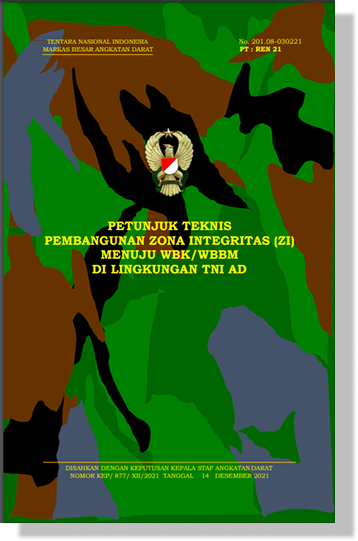 TENTARA NASIONAL INDONESIA
MARKAS BESAR ANGKATAN DARAT
No. 201.08-030221
PT : REN 21
PETUNJUK TEKNIS
PEMBANGUNAN ZONA INTEGRITAS (ZI)
MENUJU WBK/WBBM
DI LINGKUNGAN TNI AD
DISAHKAN DENGAN KEPUTUSAN KEPALA STAF ANGKATAN DARAT
NOMOR KEP/ 877/ XII/2021 TANGGAL 14 DESEMBER 2021